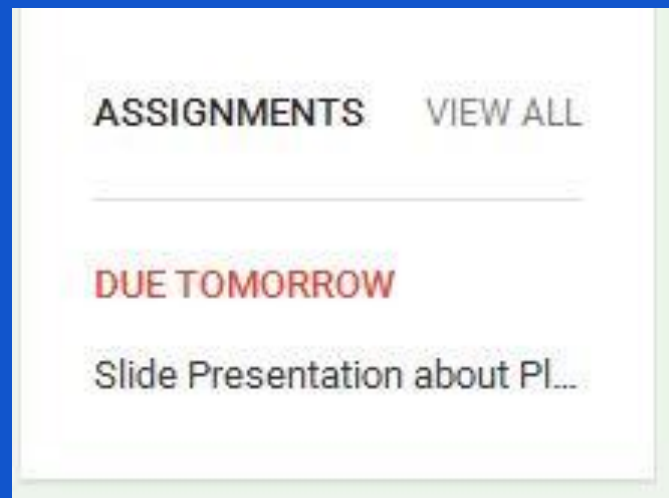 ASSIGNMENTS VIEW ALL
DUE TOMORROW
Slide Presentation about Pl...